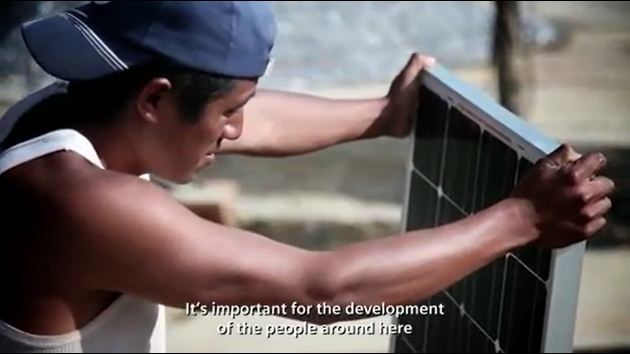 It's important for the development
of the people around here